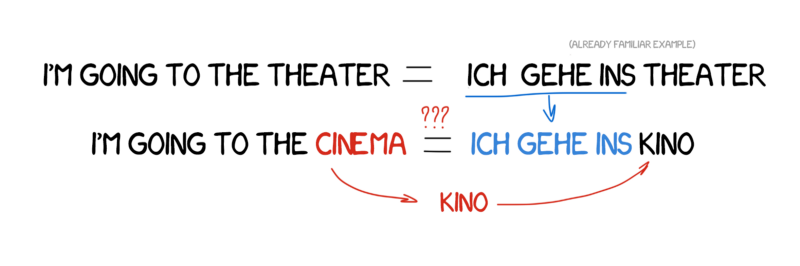 (ALREADY FAMILIAR EXAMPLE)
I'M GOING TO THE THEATER = ICH GEHE INS THEATER
???
I'M GOING TO THE CINEMA = ICH GEHE INS KINO
KINO